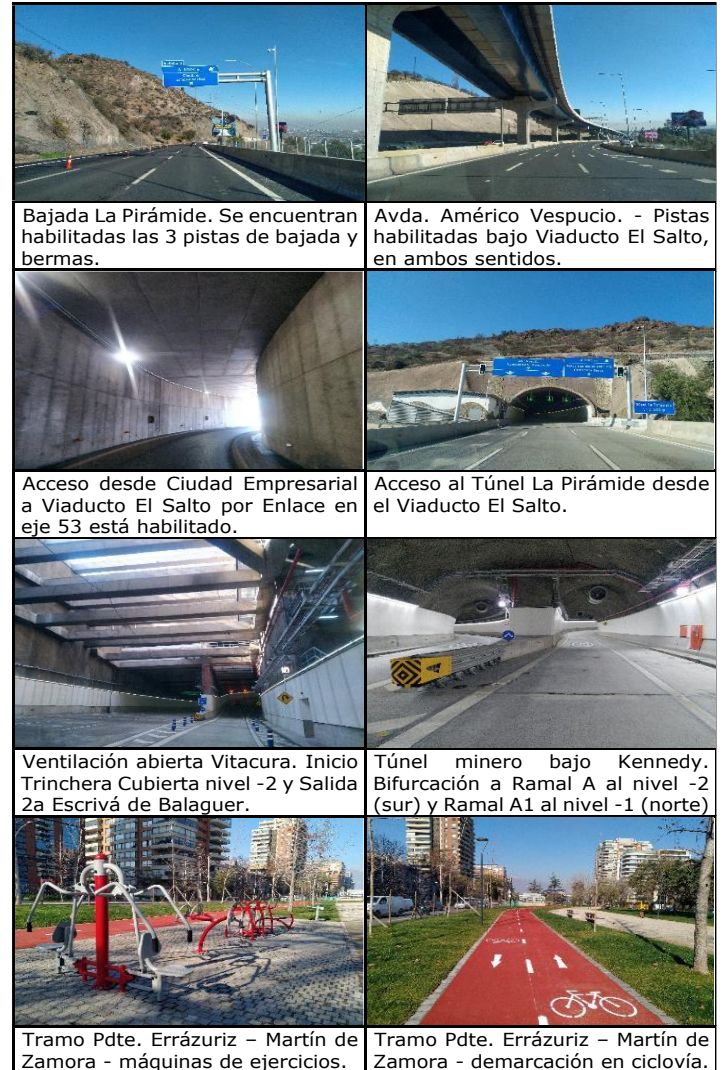 Bajada La Pirámide. Se encuentran
habilitadas las 3 pistas de bajada y
bermas.
Avda. Américo Vespucio. - Pistas
habilitadas bajo Viaducto El Salto,
en ambos sentidos.
Acceso desde Ciudad Empresarial
a Viaducto El Salto por Enlace en
eje 53 está habilitado.
Acceso al Túnel La Pirámide desde
el Viaducto El Salto.
Ventilación abierta Vitacura. Inicio
Trinchera Cubierta nivel -2 y Salida
2a Escrivá de Balaguer.
Túnel minero bajo Kennedy.
Bifurcación a Ramal A al nivel -2
(sur) y Ramal A1 al nivel -1 (norte)
Tramo Pdte. Errázuriz – Martín de
Zamora - máquinas de ejercicios.
Tramo Pdte. Errázuriz – Martín de
Zamora - demarcación en ciclovía.